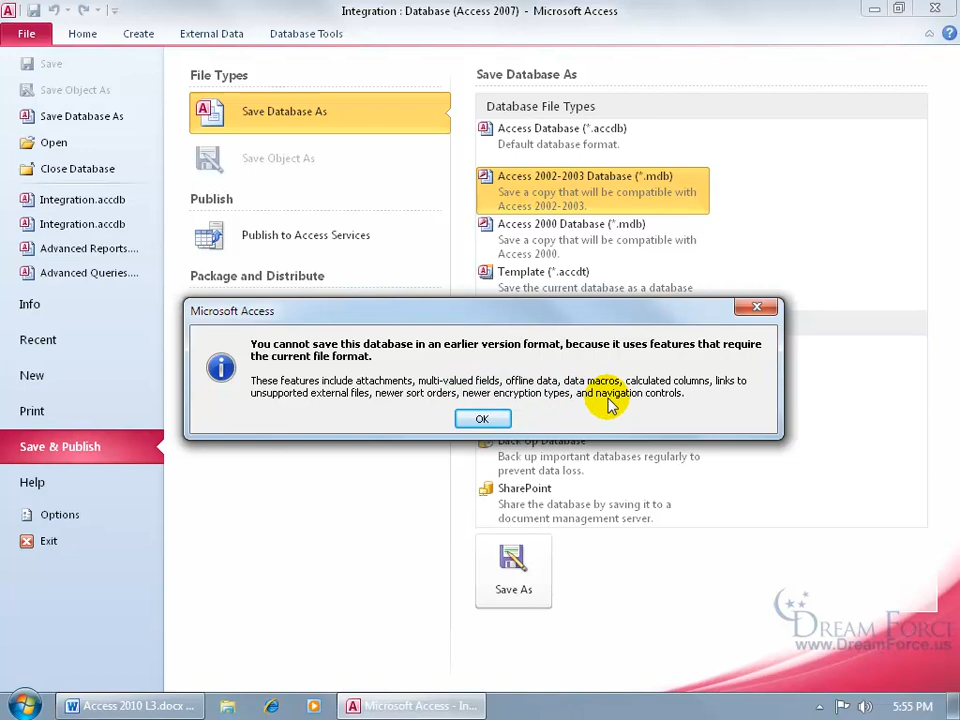 Integration : Database (Access 2007) - Microsoft Access
File Home Create External Data Database Tools
Save
Save Object As
Save Database As
Open
Close Database
Integration.accdb
Integration.accdb
Advanced Reports....
Advanced Queries....
Info
Recent
New
Print
Save & Publish
Help
Options
Exit
File Types
Save Database As
Save Object As
Publish
Publish to Access Services
Package and Distribute
Save Database As
Database File Types
Access Database (*.accdb)
Default database format.
Access 2002-2003 Database (*.mdb)
Save a copy that will be compatible with
Access 2002-2003.
Access 2000 Database (*.mdb)
Save a copy that will be compatible with
Access 2000.
Template (*.accdt)
Save the current database as a database
Microsoft Access
You cannot save this database in an earlier version format, because it uses features that require
the current file format.
These features include attachments, multi-valued fields, offline data, data macros, calculated columns, links to
unsupported external files, newer sort orders, newer encryption types, and navigation controls.
OK
Back Up Database
Back up important databases regularly to
prevent data loss.
SharePoint
Share the database by saving it to a
document management server.
Save As
DREAM FORCE
www.DreamForce.us
Access 2010 L3.docx ...
Microsoft Access - In...
5:55 PM